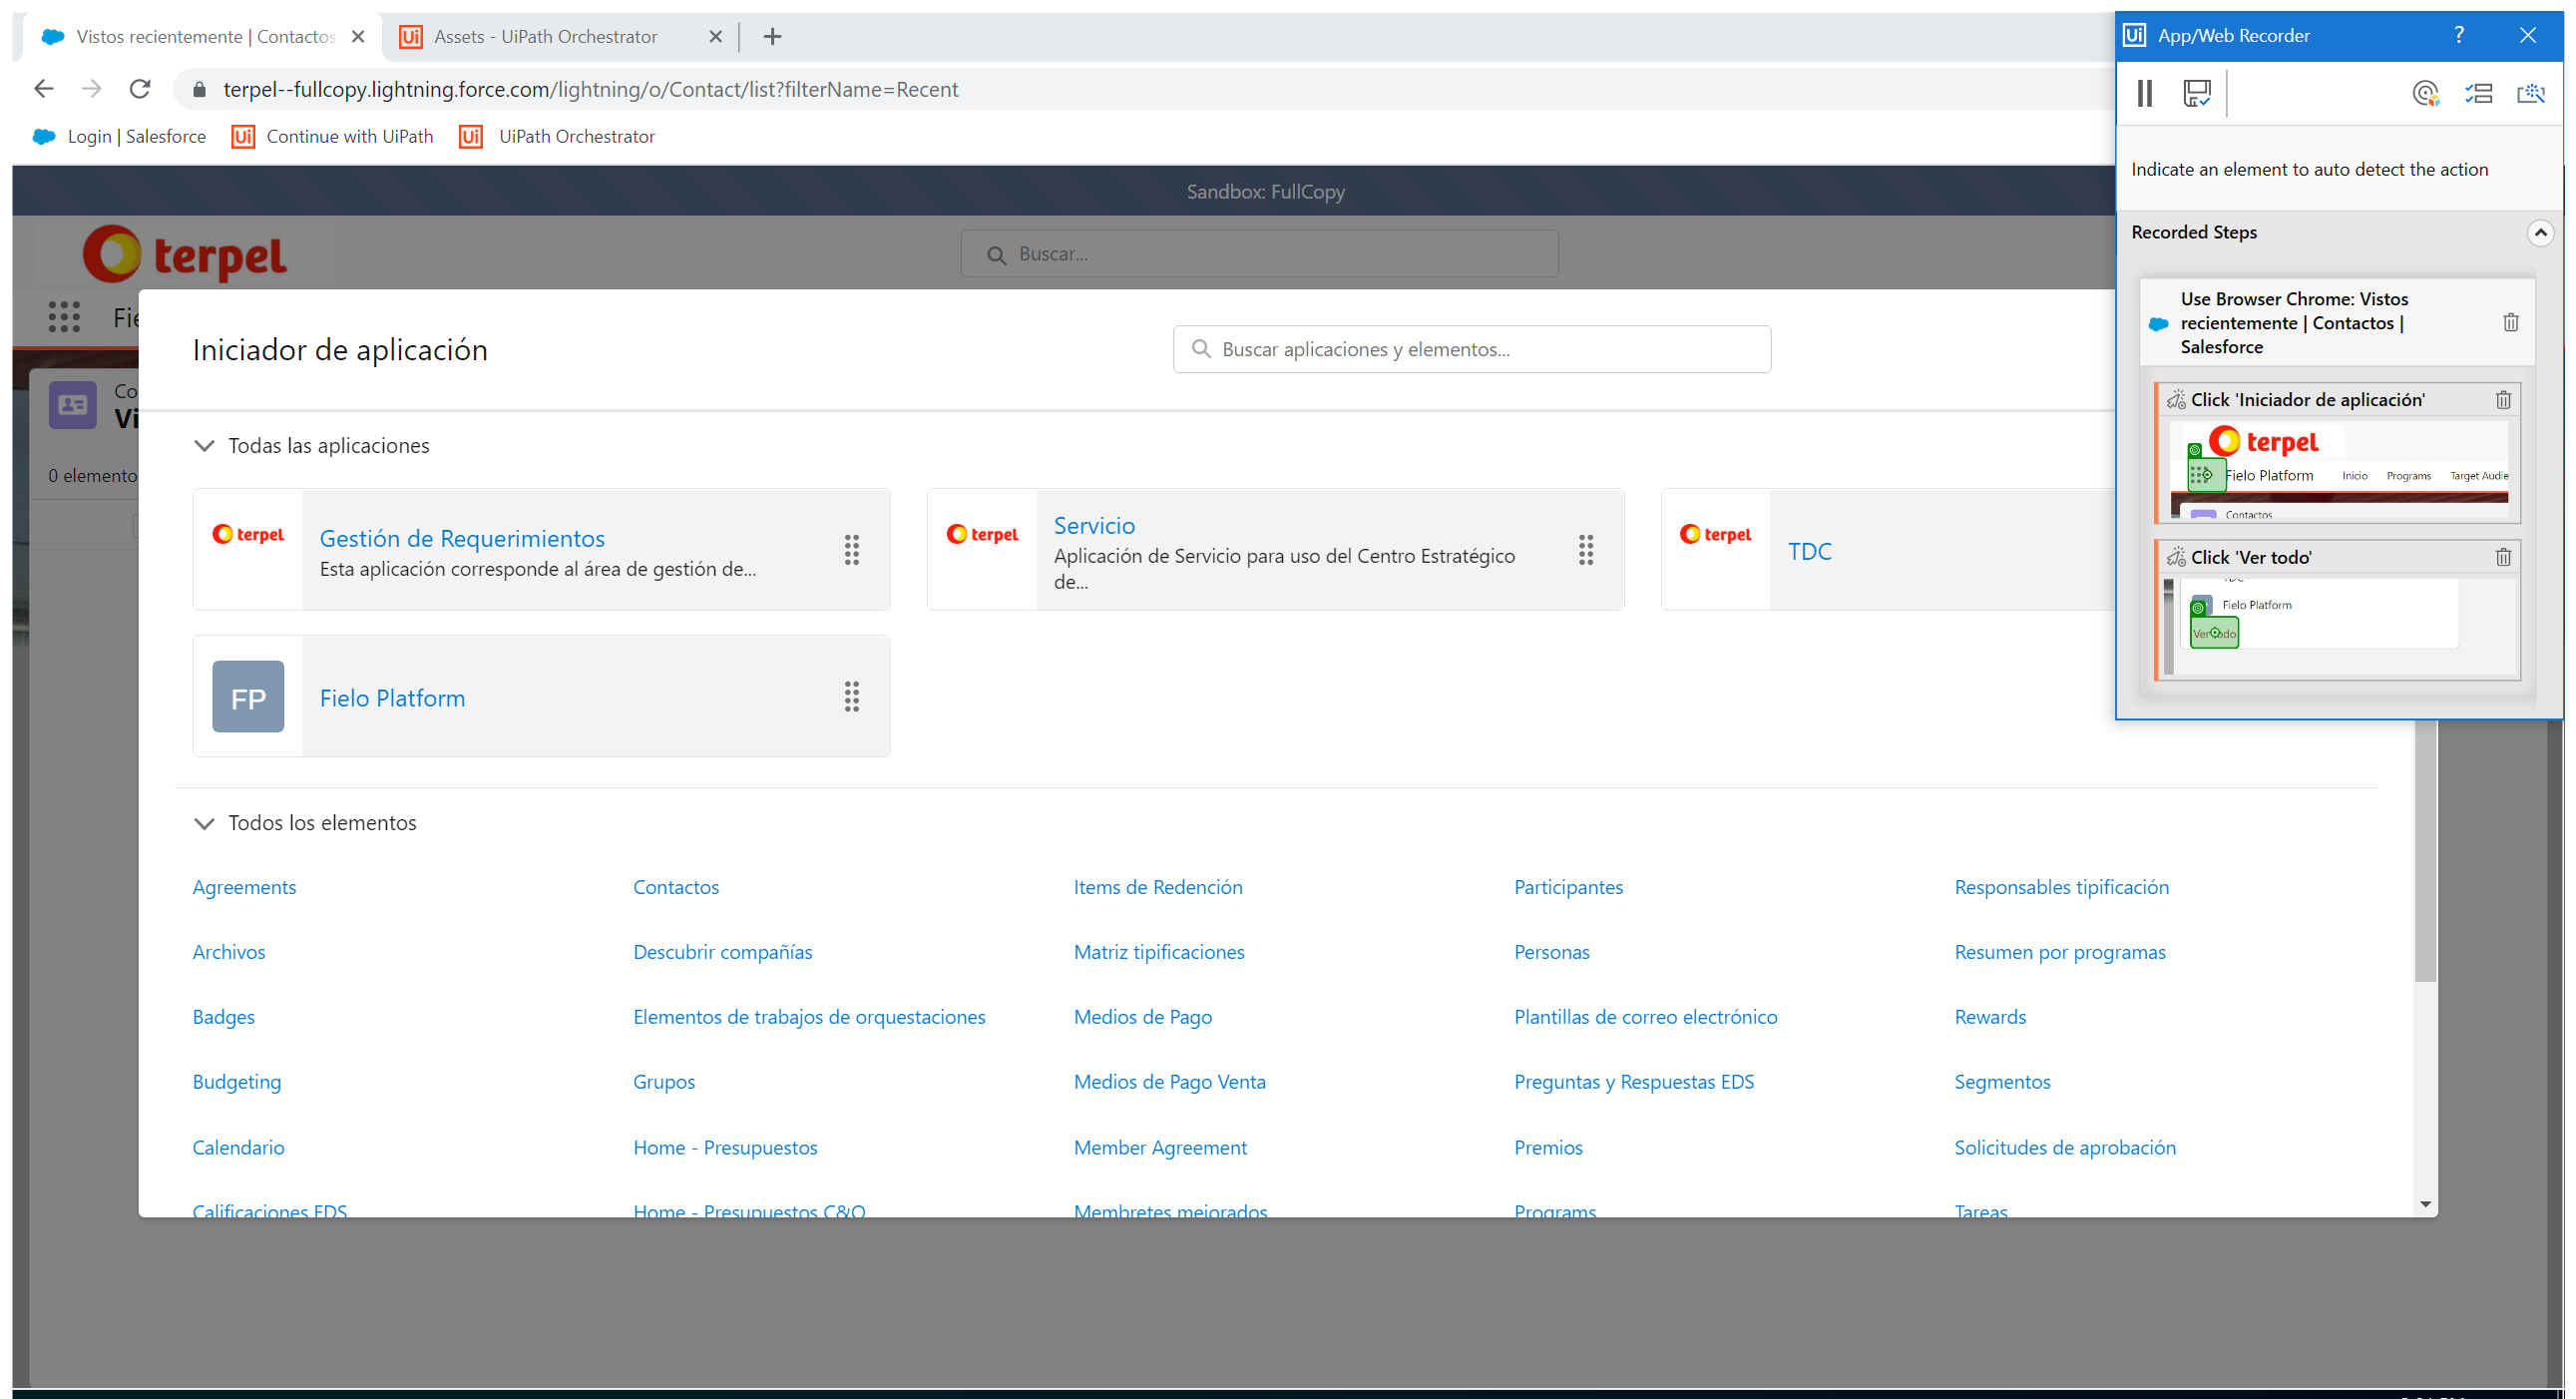 Vistos recientemente | Contactos
Assets - UiPath Orchestrator
terpel--fullcopy.lightning.force.com/lightning/o/Contact/list?filterName=Recent
Login | Salesforce
Continue with UiPath
UiPath Orchestrator
Sandbox: FullCopy
terpel
Buscar...
Fie
Co
Vi
0 elemento
Iniciador de aplicación
Buscar aplicaciones y elementos...
Todas las aplicaciones
terpel
Gestión de Requerimientos
Esta aplicación corresponde al área de gestión de...
terpel
Servicio
Aplicación de Servicio para uso del Centro Estratégico
de...
terpel
TDC
FP
Fielo Platform
Todos los elementos
Agreements
Contactos
Items de Redención
Participantes
Responsables tipificación
Archivos
Descubrir compañías
Matriz tipificaciones
Personas
Resumen por programas
Badges
Elementos de trabajos de orquestaciones
Medios de Pago
Plantillas de correo electrónico
Rewards
Budgeting
Grupos
Medios de Pago Venta
Preguntas y Respuestas EDS
Segmentos
Calendario
Home - Presupuestos
Member Agreement
Premios
Solicitudes de aprobación
Calificaciones EDS
Home - Presupuestos C&O
Membretes mejorados
Programs
Tareas
Ui
App/Web Recorder
?
Indicate an element to auto detect the action
Recorded Steps
Use Browser Chrome: Vistos
recientemente | Contactos |
Salesforce
Click 'Iniciador de aplicación'
terpel
Fielo Platform
Inicio
Programs
Target Audie
Contactos
Click 'Ver todo'
Fielo Platform
Ver todo